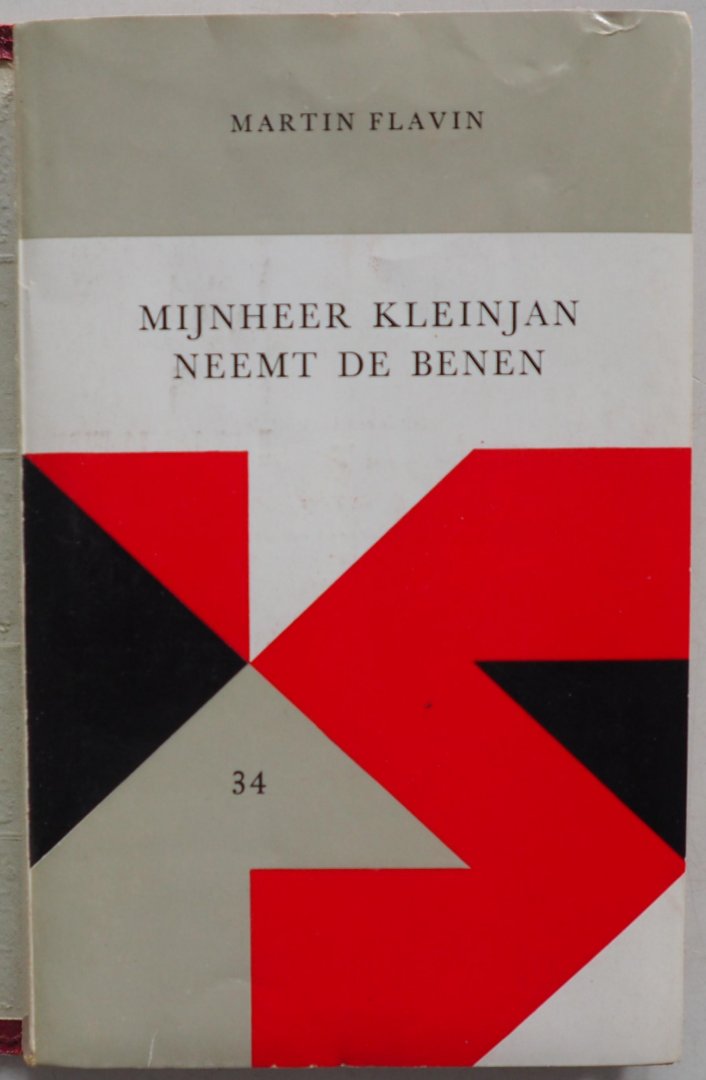 MARTIN FLAVIN
MIJNHEER KLEINJAN
NEEMT DE BENEN
34